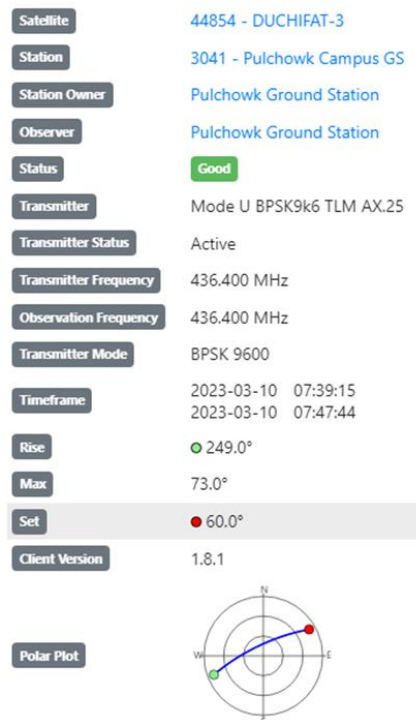 Satellite 44854 - DUCHIFAT-3
Station 3041 - Pulchowk Campus GS
Station Owner Pulchowk Ground Station
Observer Pulchowk Ground Station
Status Good
Transmitter Mode U BPSK9k6 TLM AX.25
Transmitter Status Active
Transmitter Frequency 436.400 MHz
Observation Frequency 436.400 MHz
Transmitter Mode BPSK 9600
Timeframe 2023-03-10 07:39:15
2023-03-10 07:47:44
Rise 249.0°
Max 73.0°
Set 60.0°
Client Version 1.8.1
Polar Plot
N
W E